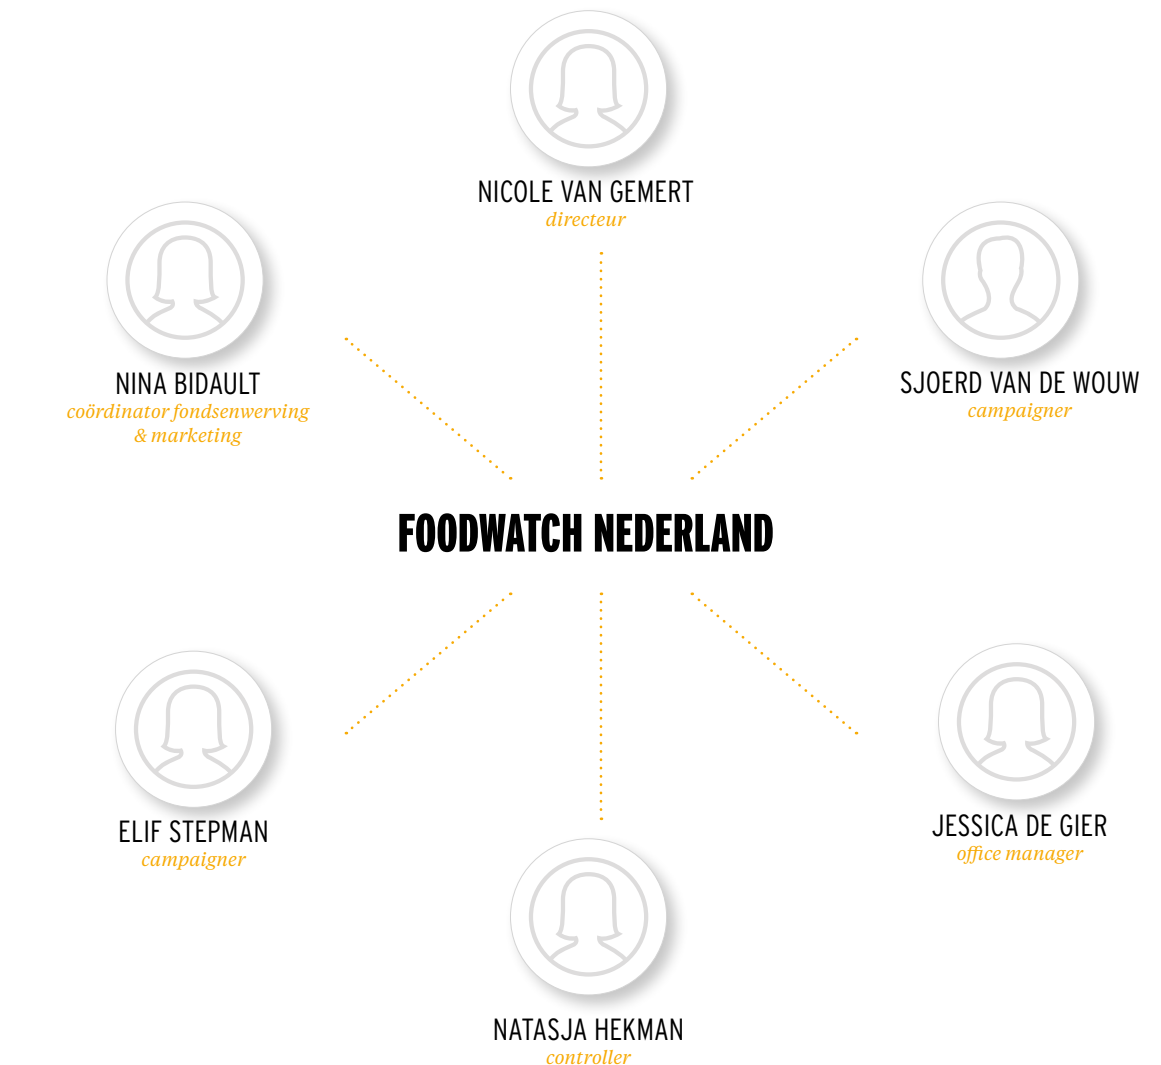 NICOLE VAN GEMERT
directeur
NINA BIDAULT
coördinator fondsenwerving
& marketing
SJOERD VAN DE WOUW
campaigner
FOODWATCH NEDERLAND
ELIF STEPMAN
campaigner
JESSICA DE GIER
office manager
NATASJA HEKMAN
controller